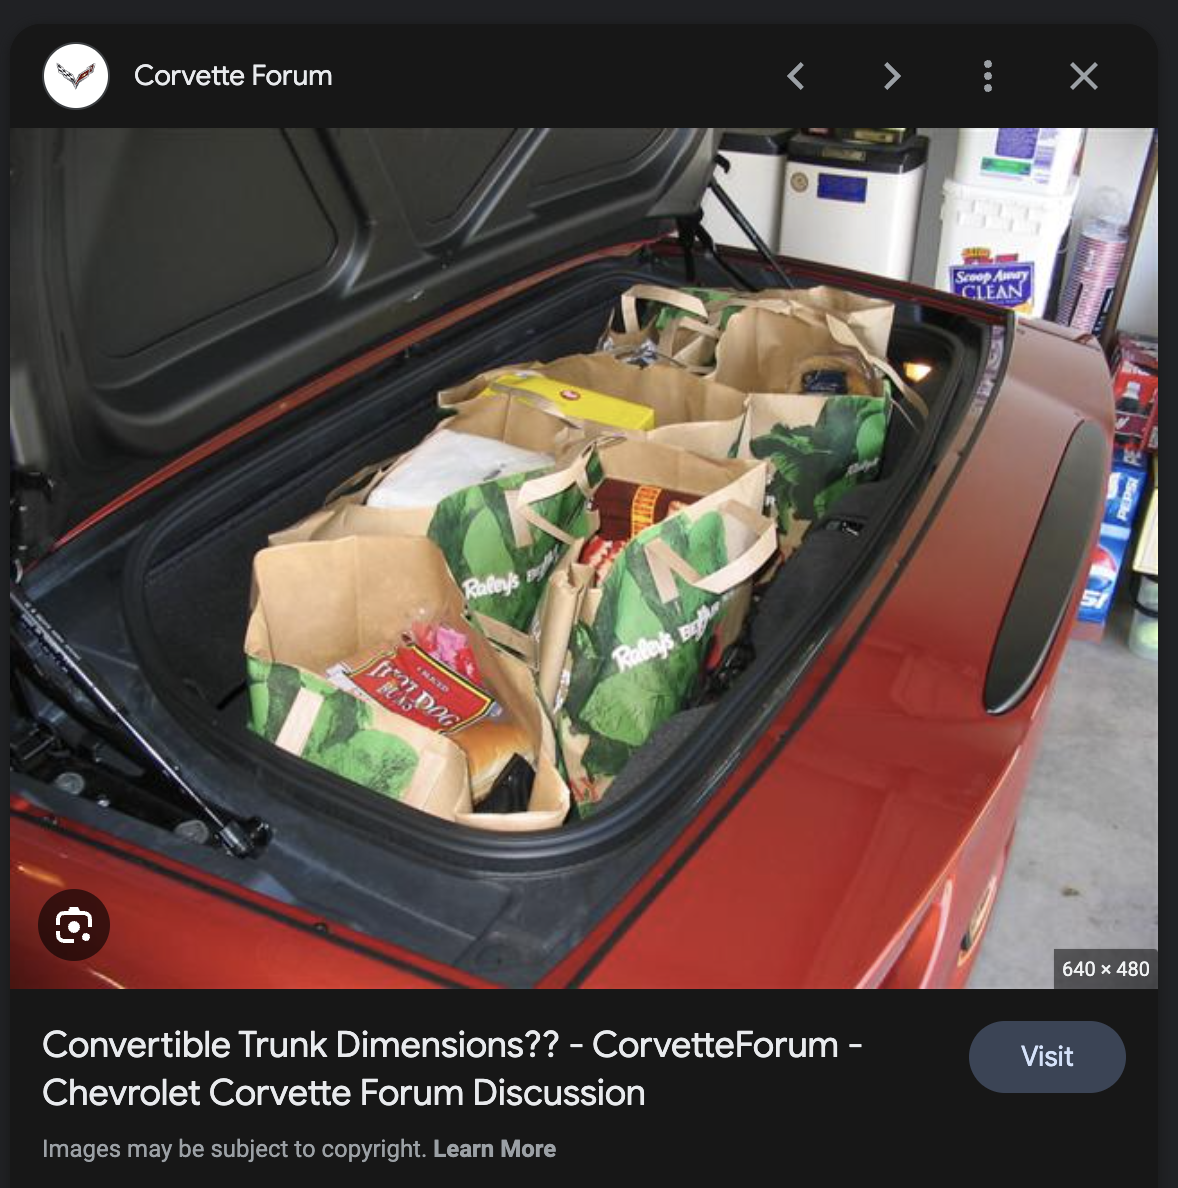 Corvette Forum
Scoop Away
CLEAN
PEPSI
Raley's
Raley's
HOT DOG
BUNS
640 × 480
Convertible Trunk Dimensions?? - CorvetteForum -
Chevrolet Corvette Forum Discussion
Visit
Images may be subject to copyright. Learn More